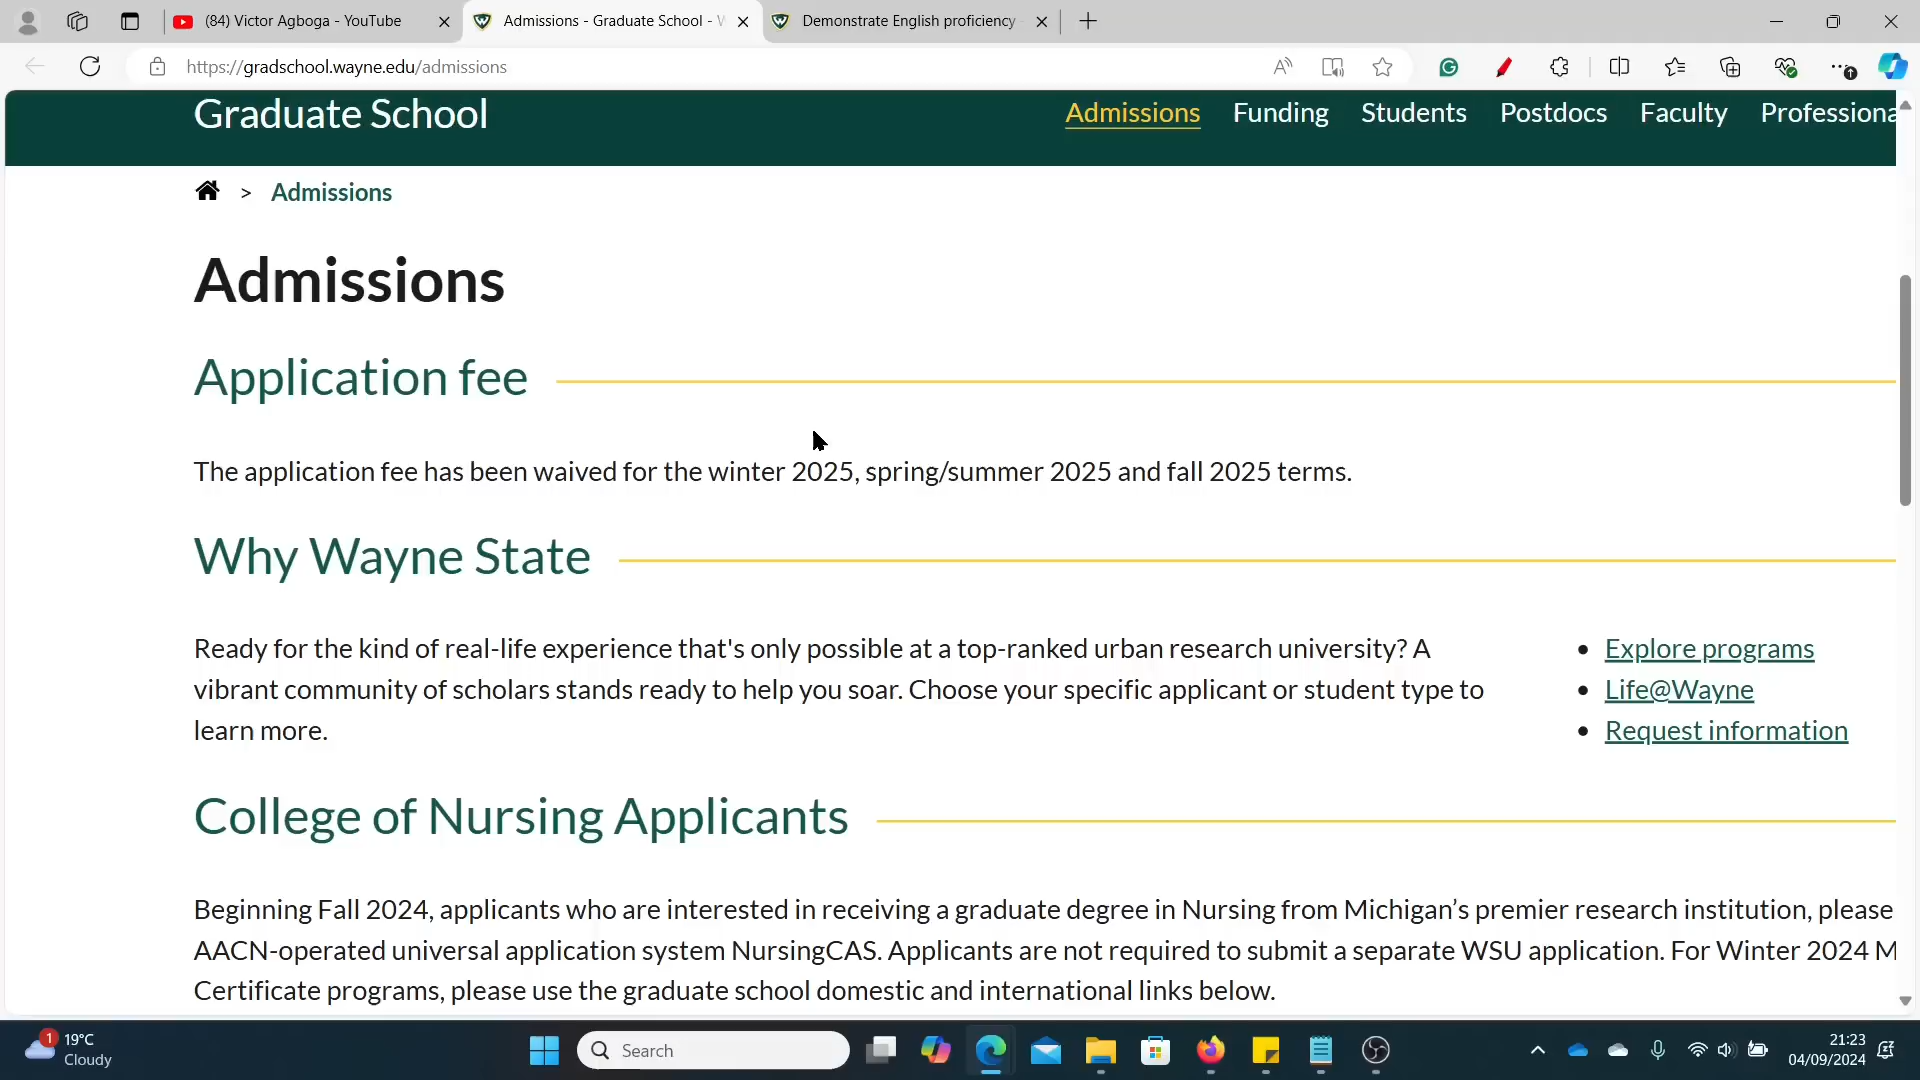 (84) Victor Agboga - YouTube
Admissions - Graduate School - W
Demonstrate English proficiency
https://gradschool.wayne.edu/admissions
Graduate School
Admissions
Funding
Students
Postdocs
Faculty
Professiona
> Admissions
Admissions
Application fee
The application fee has been waived for the winter 2025, spring/summer 2025 and fall 2025 terms.
Why Wayne State
Ready for the kind of real-life experience that's only possible at a top-ranked urban research university? A
vibrant community of scholars stands ready to help you soar. Choose your specific applicant or student type to
learn more.
• Explore programs
• Life@Wayne
• Request information
College of Nursing Applicants
Beginning Fall 2024, applicants who are interested in receiving a graduate degree in Nursing from Michigan’s premier research institution, please
AACN-operated universal application system NursingCAS. Applicants are not required to submit a separate WSU application. For Winter 2024 M
Certificate programs, please use the graduate school domestic and international links below.
1
19°C
Cloudy
Search
21:23
04/09/2024